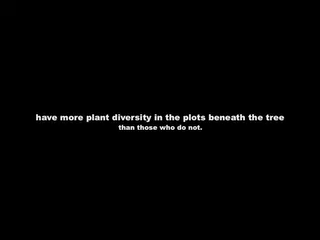 have more plant diversity in the plots beneath the tree
than those who do not.